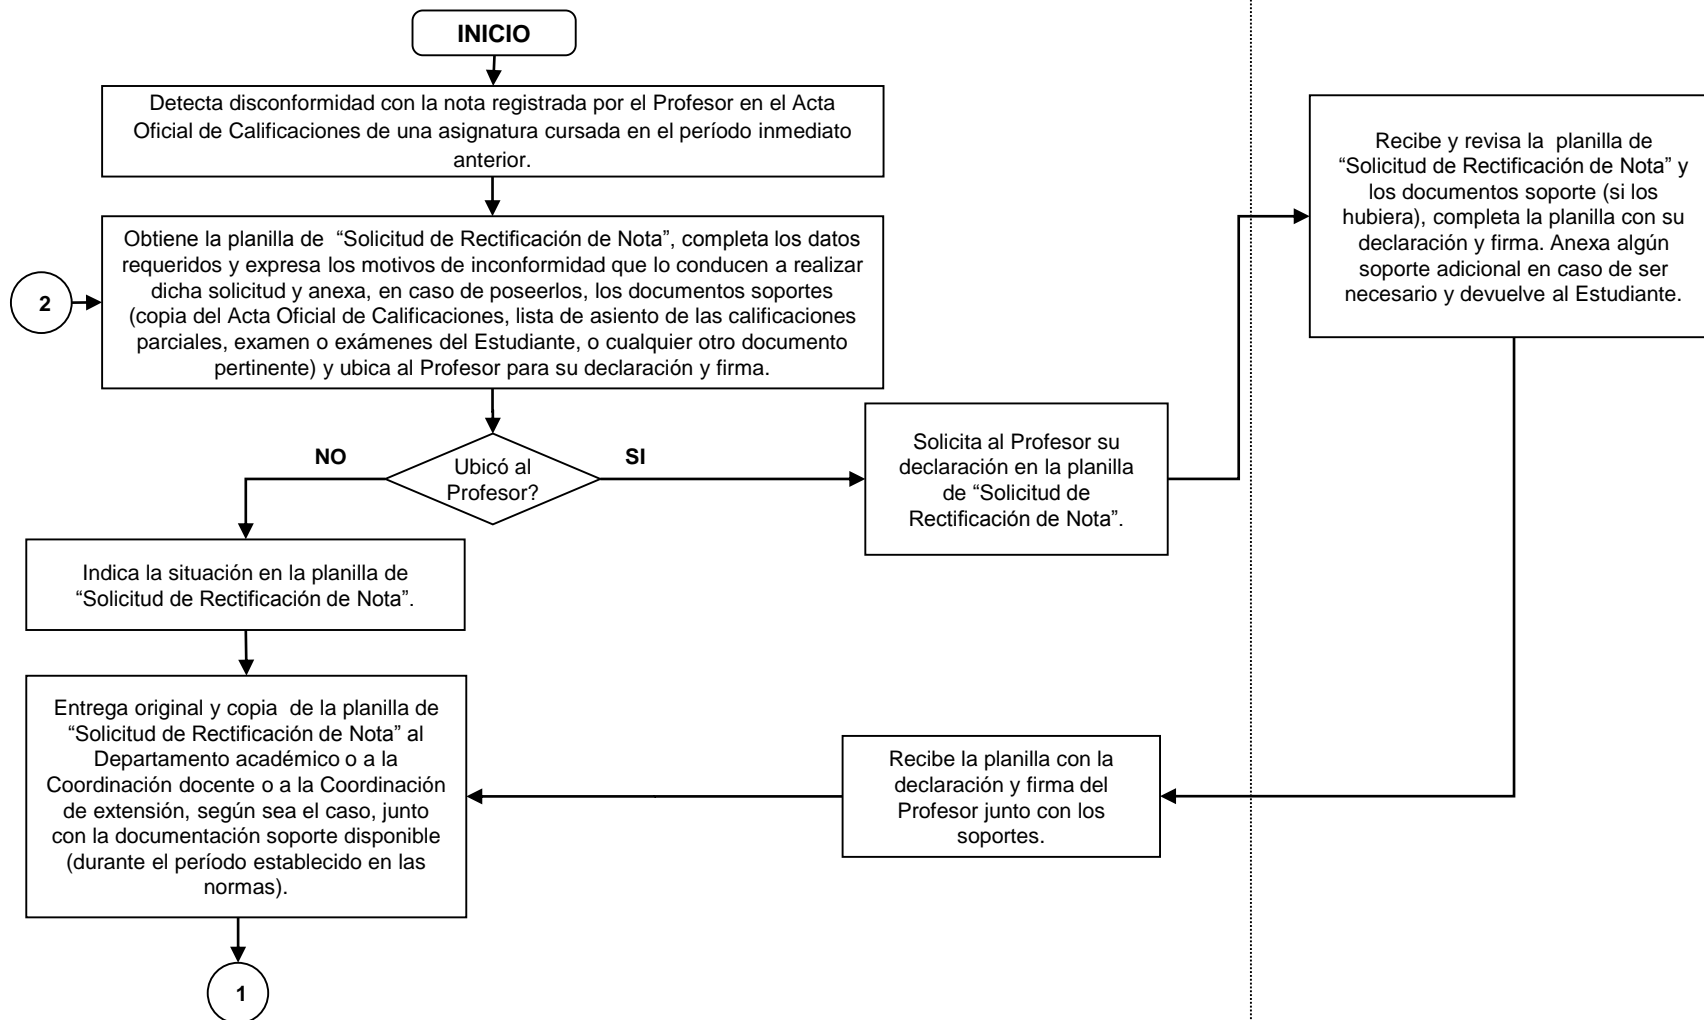 INICIO
Detecta disconformidad con la nota registrada por el Profesor en el Acta
Oficial de Calificaciones de una asignatura cursada en el período inmediato
anterior.
Obtiene la planilla de “Solicitud de Rectificación de Nota”, completa los datos
requeridos y expresa los motivos de inconformidad que lo conducen a realizar
dicha solicitud y anexa, en caso de poseerlos, los documentos soportes
(copia del Acta Oficial de Calificaciones, lista de asiento de las calificaciones
parciales, examen o exámenes del Estudiante, o cualquier otro documento
pertinente) y ubica al Profesor para su declaración y firma.
2
Ubicó al
Profesor?
NO
SI
Solicita al Profesor su
declaración en la planilla
de “Solicitud de
Rectificación de Nota”.
Recibe y revisa la planilla de
“Solicitud de Rectificación de Nota” y
los documentos soporte (si los
hubiera), completa la planilla con su
declaración y firma. Anexa algún
soporte adicional en caso de ser
necesario y devuelve al Estudiante.
Indica la situación en la planilla de
“Solicitud de Rectificación de Nota”.
Recibe la planilla con la
declaración y firma del
Profesor junto con los
soportes.
Entrega original y copia de la planilla de
“Solicitud de Rectificación de Nota” al
Departamento académico o a la
Coordinación docente o a la Coordinación
de extensión, según sea el caso, junto
con la documentación soporte disponible
(durante el período establecido en las
normas).
1